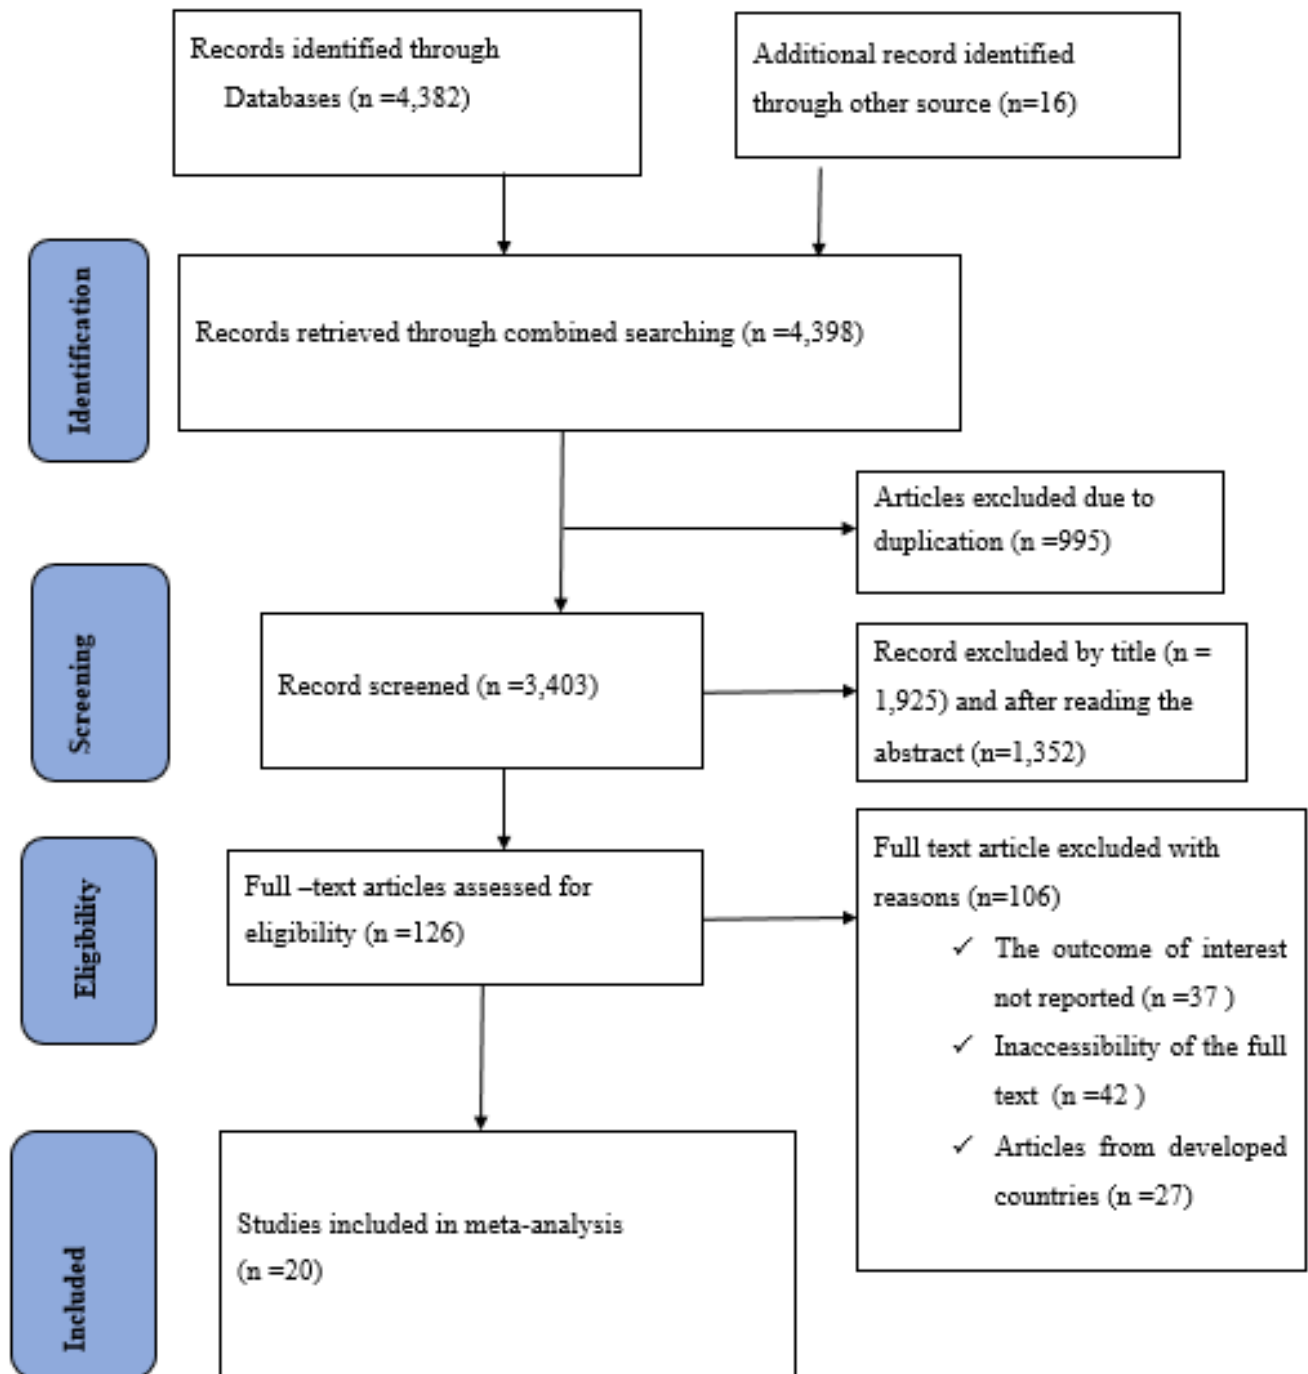 Records identified through
Databases (n =4,382)
Additional record identified
through other source (n=16)
Identification
Records retrieved through combined searching (n =4,398)
Articles excluded due to
duplication (n =995)
Screening
Record screened (n =3,403)
Record excluded by title (n =
1,925) and after reading the
abstract (n=1,352)
Eligibility
Full –text articles assessed for
eligibility (n =126)
Full text article excluded with
reasons (n=106)
✓ The outcome of interest
not reported (n =37 )
✓ Inaccessibility of the full
text (n =42 )
✓ Articles from developed
countries (n =27)
Included
Studies included in meta-analysis
(n =20)